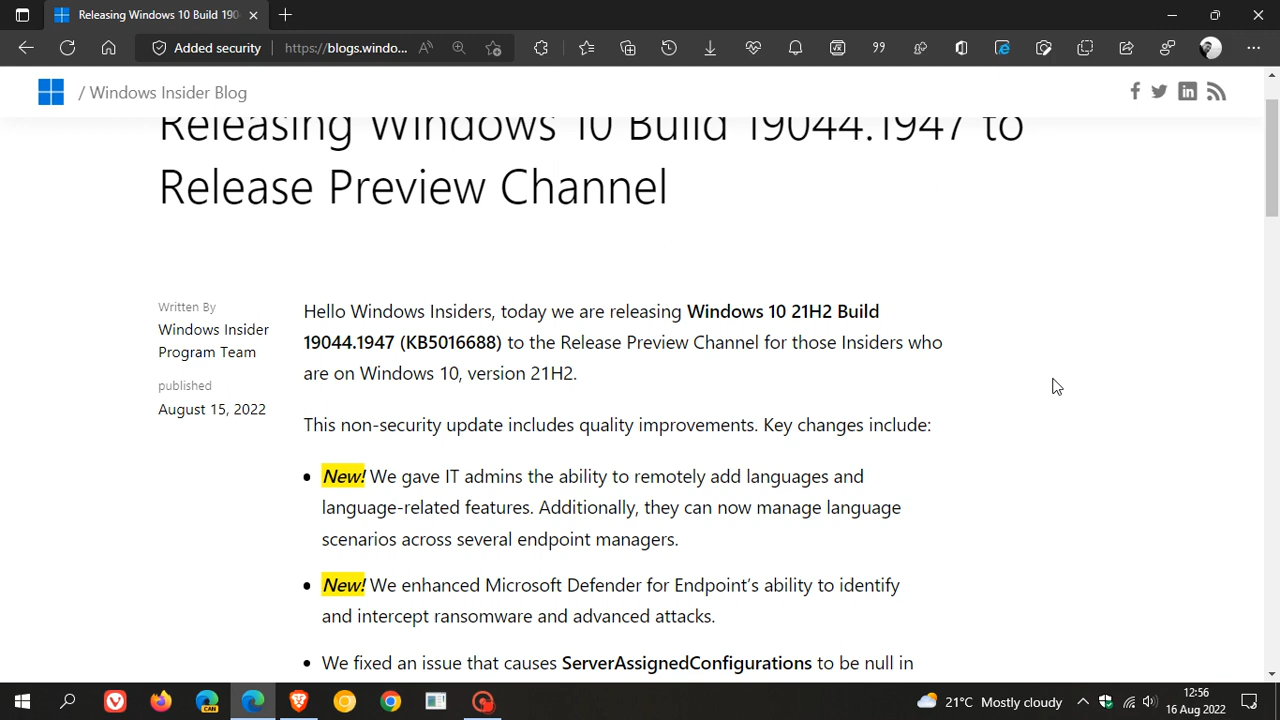 Releasing Windows 10 Build 190
Added security
https://blogs.windo...
/ Windows Insider Blog
Releasing Windows 10 Build 19044.1947 to
Release Preview Channel
Written By
Windows Insider
Program Team
published
August 15, 2022
Hello Windows Insiders, today we are releasing Windows 10 21H2 Build
19044.1947 (KB5016688) to the Release Preview Channel for those Insiders who
are on Windows 10, version 21H2.
This non-security update includes quality improvements. Key changes include:
• New! We gave IT admins the ability to remotely add languages and
language-related features. Additionally, they can now manage language
scenarios across several endpoint managers.
• New! We enhanced Microsoft Defender for Endpoint’s ability to identify
and intercept ransomware and advanced attacks.
• We fixed an issue that causes ServerAssignedConfigurations to be null in
CAN
21°C Mostly cloudy
12:56
16 Aug 2022